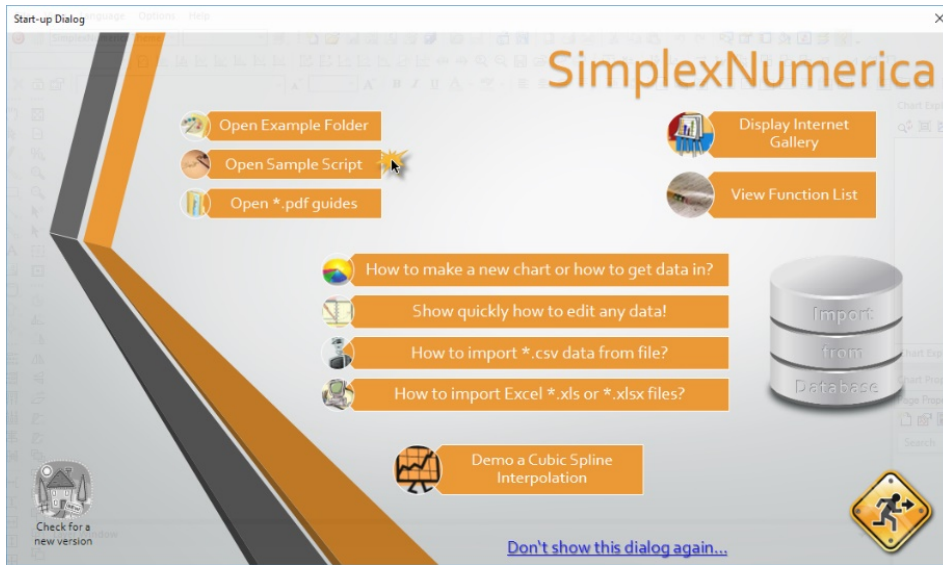 Start-up Dialog
SimplexNumerica
Open Example Folder
Open Sample Script
Open *.pdf guides
Display Internet
Gallery
View Function List
How to make a new chart or how to get data in?
Show quickly how to edit any data!
How to import *.csv data from file?
How to import Excel *.xls or *.xlsx files?
Import
from
Database
Demo a Cubic Spline
Interpolation
Check for a
new version
Don't show this dialog again...